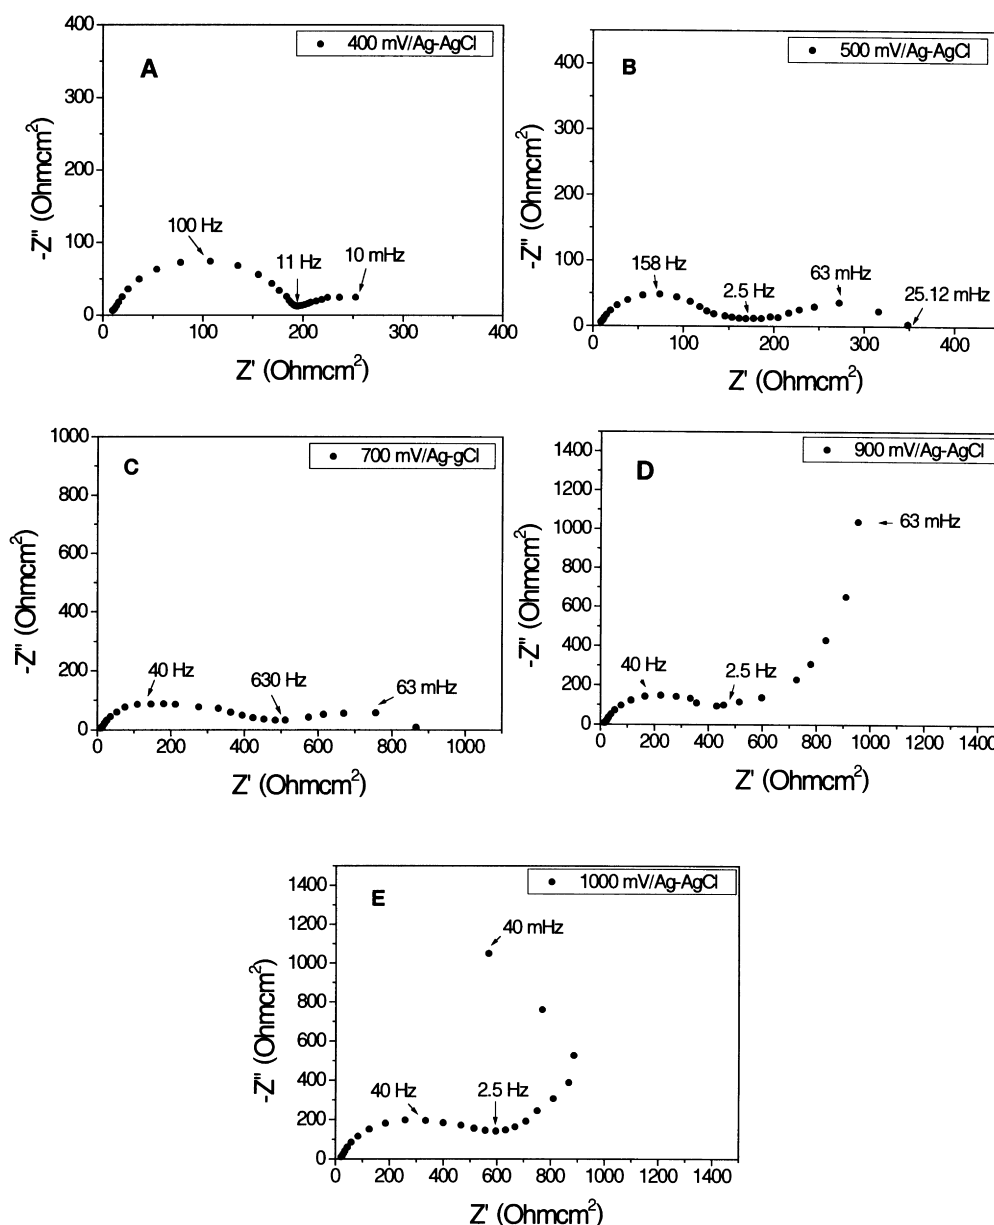 400 mV/Ag-AgCl
A
400
300
200
100
0
-Z'' (Ohmcm²)
100 Hz
11 Hz
10 mHz
0 100 200 300 400
Z' (Ohmcm²)
500 mV/Ag-AgCl
B
400
300
200
100
0
-Z'' (Ohmcm²)
158 Hz
2.5 Hz
63 mHz
25.12 mHz
0 100 200 300 400
Z' (Ohmcm²)
700 mV/Ag-gCl
C
1000
800
600
400
200
0
-Z'' (Ohmcm²)
40 Hz
630 Hz
63 mHz
0 200 400 600 800 1000
Z' (Ohmcm²)
900 mV/Ag-AgCl
D
1400
1200
1000
800
600
400
200
0
-Z'' (Ohmcm²)
63 mHz
40 Hz
2.5 Hz
0 200 400 600 800 1000 1200 1400
Z' (Ohmcm²)
1000 mV/Ag-AgCl
E
1400
1200
1000
800
600
400
200
0
-Z'' (Ohmcm²)
40 mHz
40 Hz
2.5 Hz
0 200 400 600 800 1000 1200 1400
Z' (Ohmcm²)